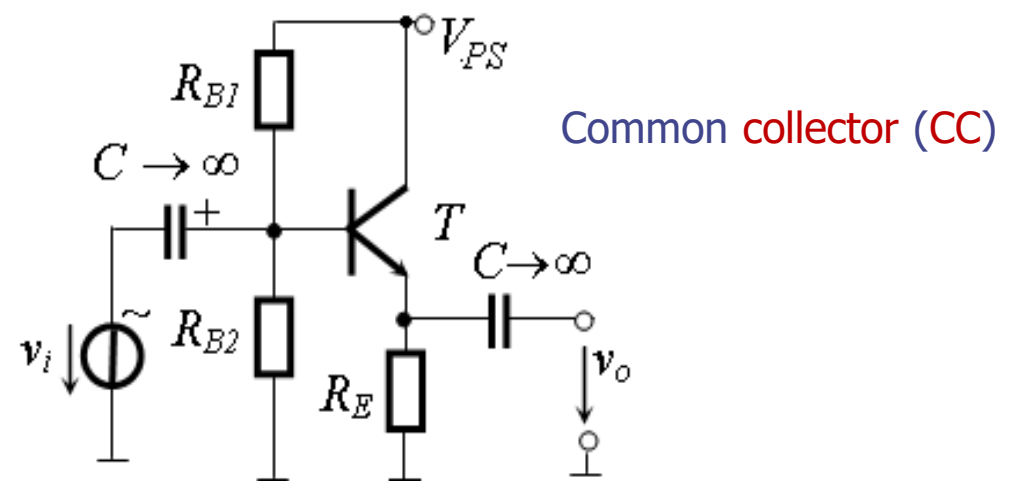 V_PS
R_B1
Common collector (CC)
C → ∞
+
T
C→∞
~
v_i
R_B2
v_o
R_E